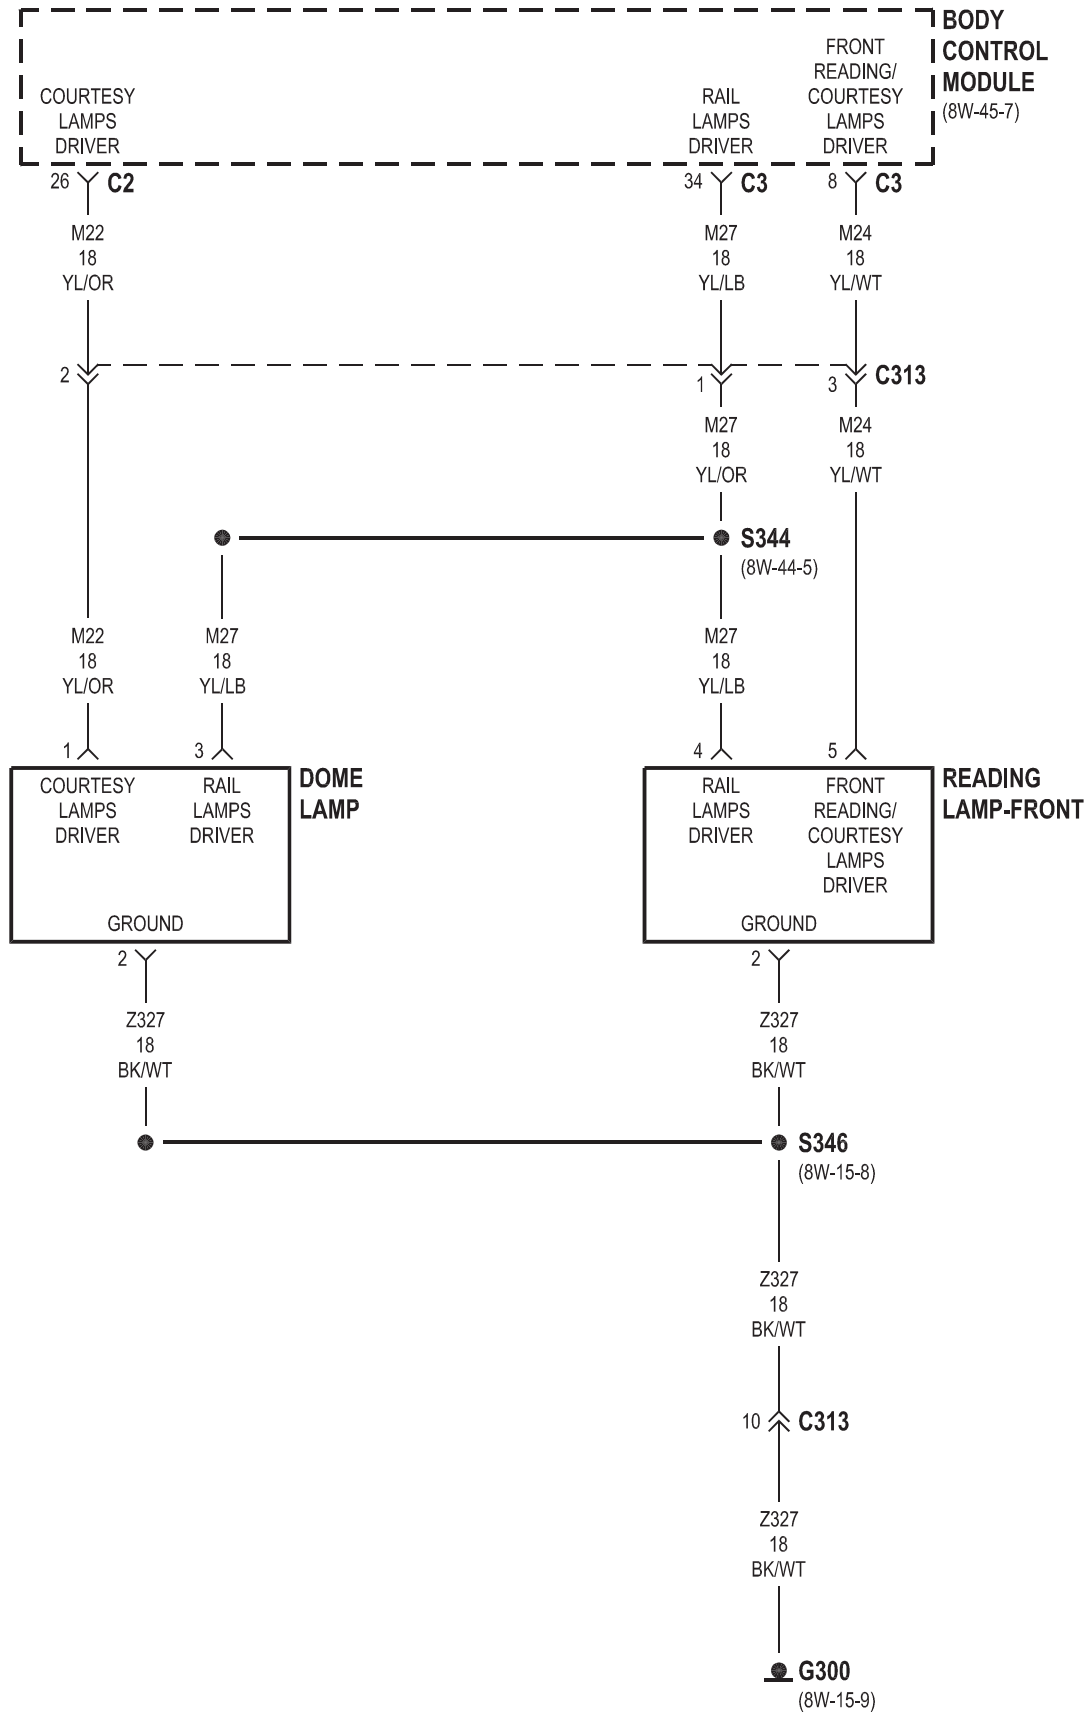 BODY
CONTROL
MODULE
(8W-45-7)
COURTESY
LAMPS
DRIVER
RAIL
LAMPS
DRIVER
FRONT
READING/
COURTESY
LAMPS
DRIVER
26 C2
34 C3
8 C3
M22
18
YL/OR
M27
18
YL/LB
M24
18
YL/WT
2
1
3 C313
M27
18
YL/OR
M24
18
YL/WT
S344
(8W-44-5)
M22
18
YL/OR
M27
18
YL/LB
M27
18
YL/LB
1
3
4
5
COURTESY
LAMPS
DRIVER
RAIL
LAMPS
DRIVER
GROUND
DOME
LAMP
RAIL
LAMPS
DRIVER
FRONT
READING/
COURTESY
LAMPS
DRIVER
GROUND
READING
LAMP-FRONT
2
2
Z327
18
BK/WT
Z327
18
BK/WT
S346
(8W-15-8)
Z327
18
BK/WT
10 C313
Z327
18
BK/WT
G300
(8W-15-9)